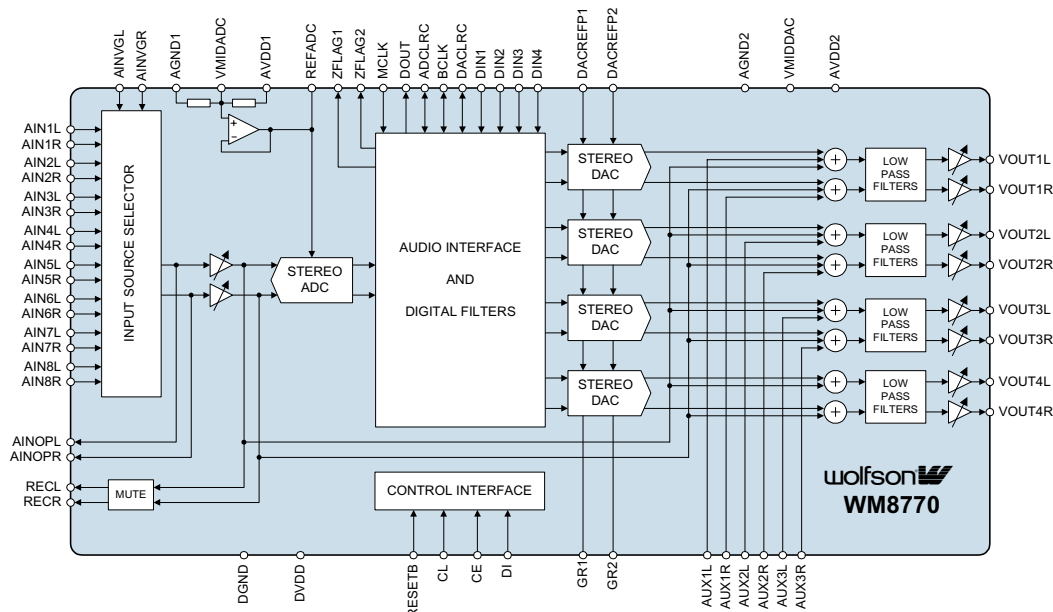 AINVGL
AINVGR
AGND1
VMIDADC
AVDD1
REFADC
ZFLAG1
ZFLAG2
MCLK
DOUT
ADCLRC
BCLK
DACLRC
DIN1
DIN2
DIN3
DIN4
DACREFP1
DACREFP2
AGND2
VMIDDAC
AVDD2
AIN1L
AIN1R
AIN2L
AIN2R
AIN3L
AIN3R
AIN4L
AIN4R
AIN5L
AIN5R
AIN6L
AIN6R
AIN7L
AIN7R
AIN8L
AIN8R
AINOPL
AINOPR
RECL
RECR
INPUT SOURCE SELECTOR
+
-
MUTE
STEREO
ADC
AUDIO INTERFACE
AND
DIGITAL FILTERS
CONTROL INTERFACE
STEREO
DAC
STEREO
DAC
STEREO
DAC
STEREO
DAC
+
+
+
+
+
+
+
+
LOW
PASS
FILTERS
LOW
PASS
FILTERS
LOW
PASS
FILTERS
LOW
PASS
FILTERS
VOUT1L
VOUT1R
VOUT2L
VOUT2R
VOUT3L
VOUT3R
VOUT4L
VOUT4R
wolfson
WM8770
DGND
DVDD
RESETB
CL
CE
DI
GR1
GR2
AUX1L
AUX1R
AUX2L
AUX2R
AUX3L
AUX3R